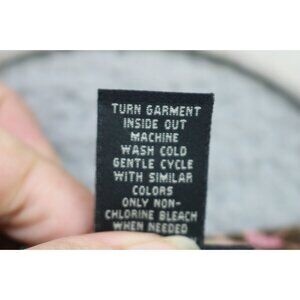 TURN GARMENT
INSIDE OUT
MACHINE
WASH COLD
GENTLE CYCLE
WITH SIMILAR
COLORS
ONLY NON-
CHLORINE BLEACH
WHEN NEEDED